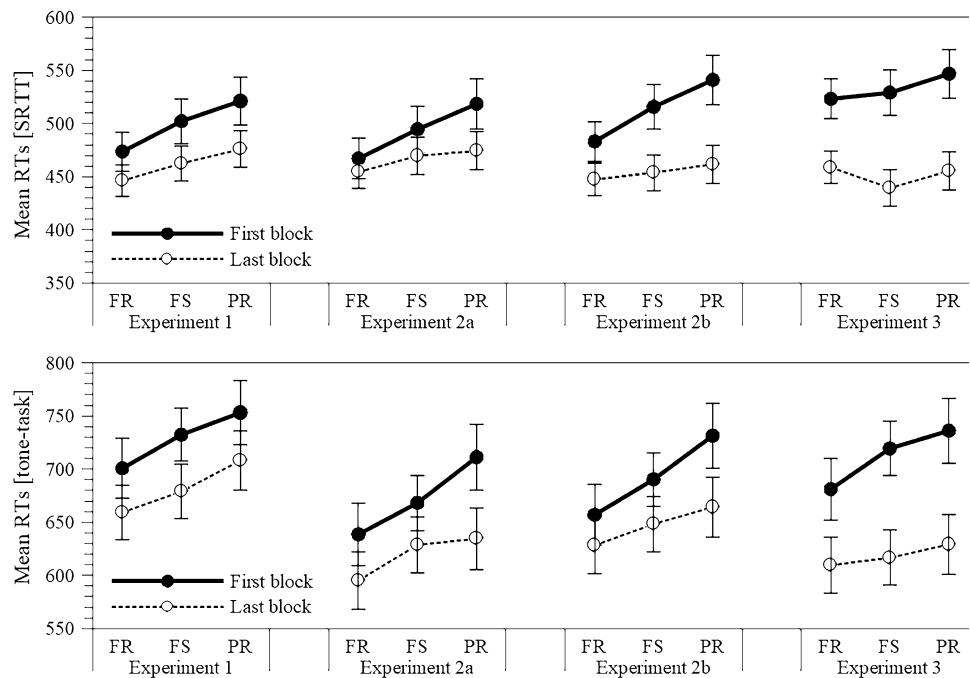 600
550
500
450
400
350
Mean RTs [SRTT]
First block
Last block
FR FS PR FR FS PR FR FS PR FR FS PR
Experiment 1 Experiment 2a Experiment 2b Experiment 3
800
750
700
650
600
550
Mean RTs [tone-task]
First block
Last block
FR FS PR FR FS PR FR FS PR FR FS PR
Experiment 1 Experiment 2a Experiment 2b Experiment 3